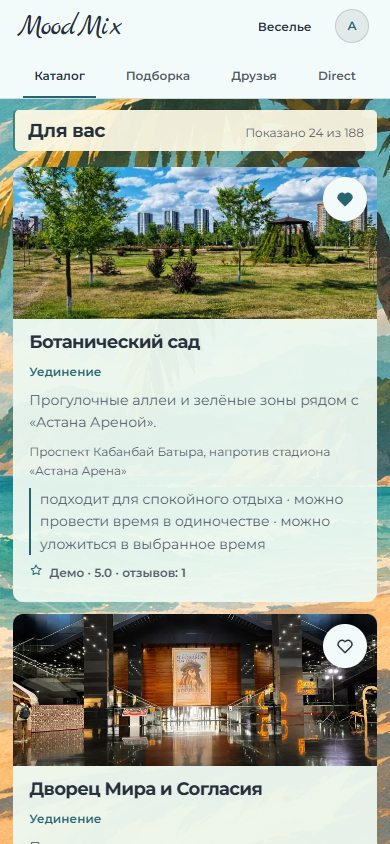 MoodMix
Веселье
A
Каталог
Подборка
Друзья
Direct
Для вас
Показано 24 из 188
Ботанический сад
Уединение
Прогулочные аллеи и зелёные зоны рядом с
«Астана Ареной».
Проспект Кабанбай Батыра, напротив стадиона
«Астана Арена»
подходит для спокойного отдыха · можно
провести время в одиночестве · можно
уложиться в выбранное время
Демо · 5.0 · отзывов: 1
Дворец Мира и Согласия
Уединение